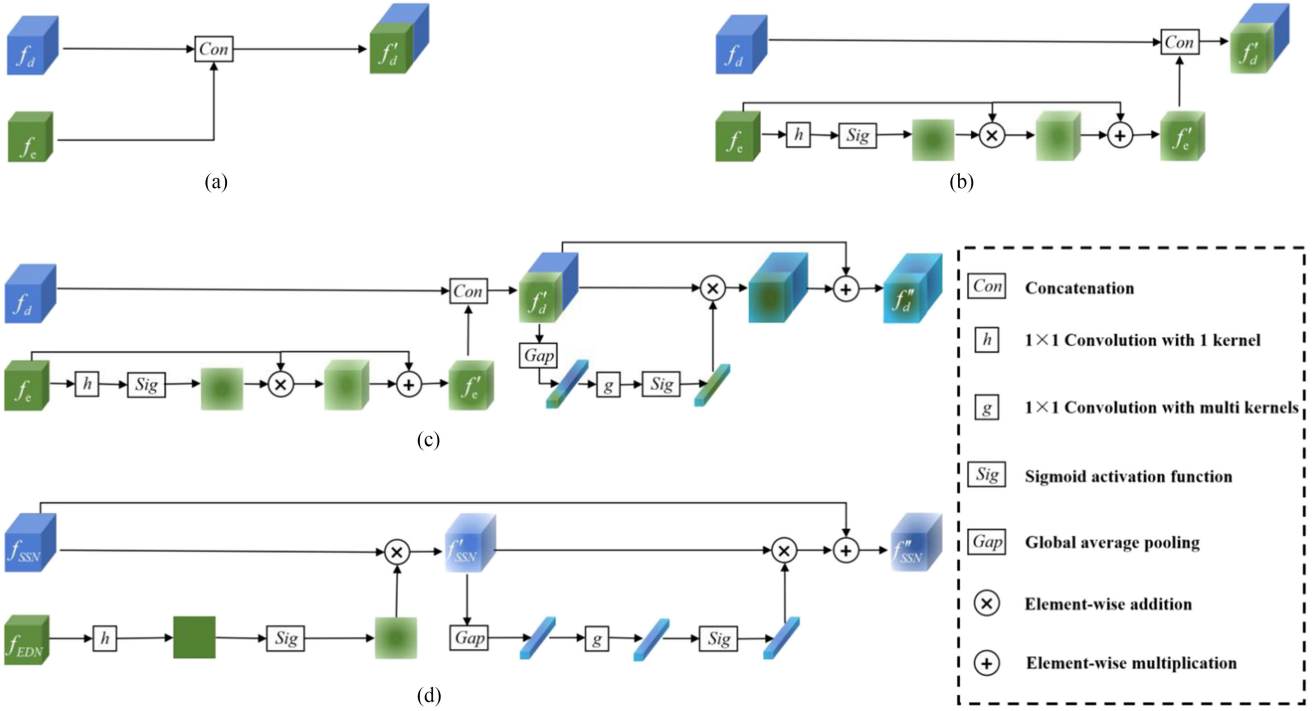 f_d Con f'_d
f_e
(a)
f_d Con f'_d
f_e h Sig × + f'_e
(b)
f_d Con f'_d × + f''_d
Gap
f_e h Sig × + f'_e g Sig
(c)
f_SSN × f'_SSN × + f''_SSN
f_EDN h Sig Gap g Sig
(d)
Con Concatenation
h 1×1 Convolution with 1 kernel
g 1×1 Convolution with multi kernels
Sig Sigmoid activation function
Gap Global average pooling
× Element-wise addition
+ Element-wise multiplication